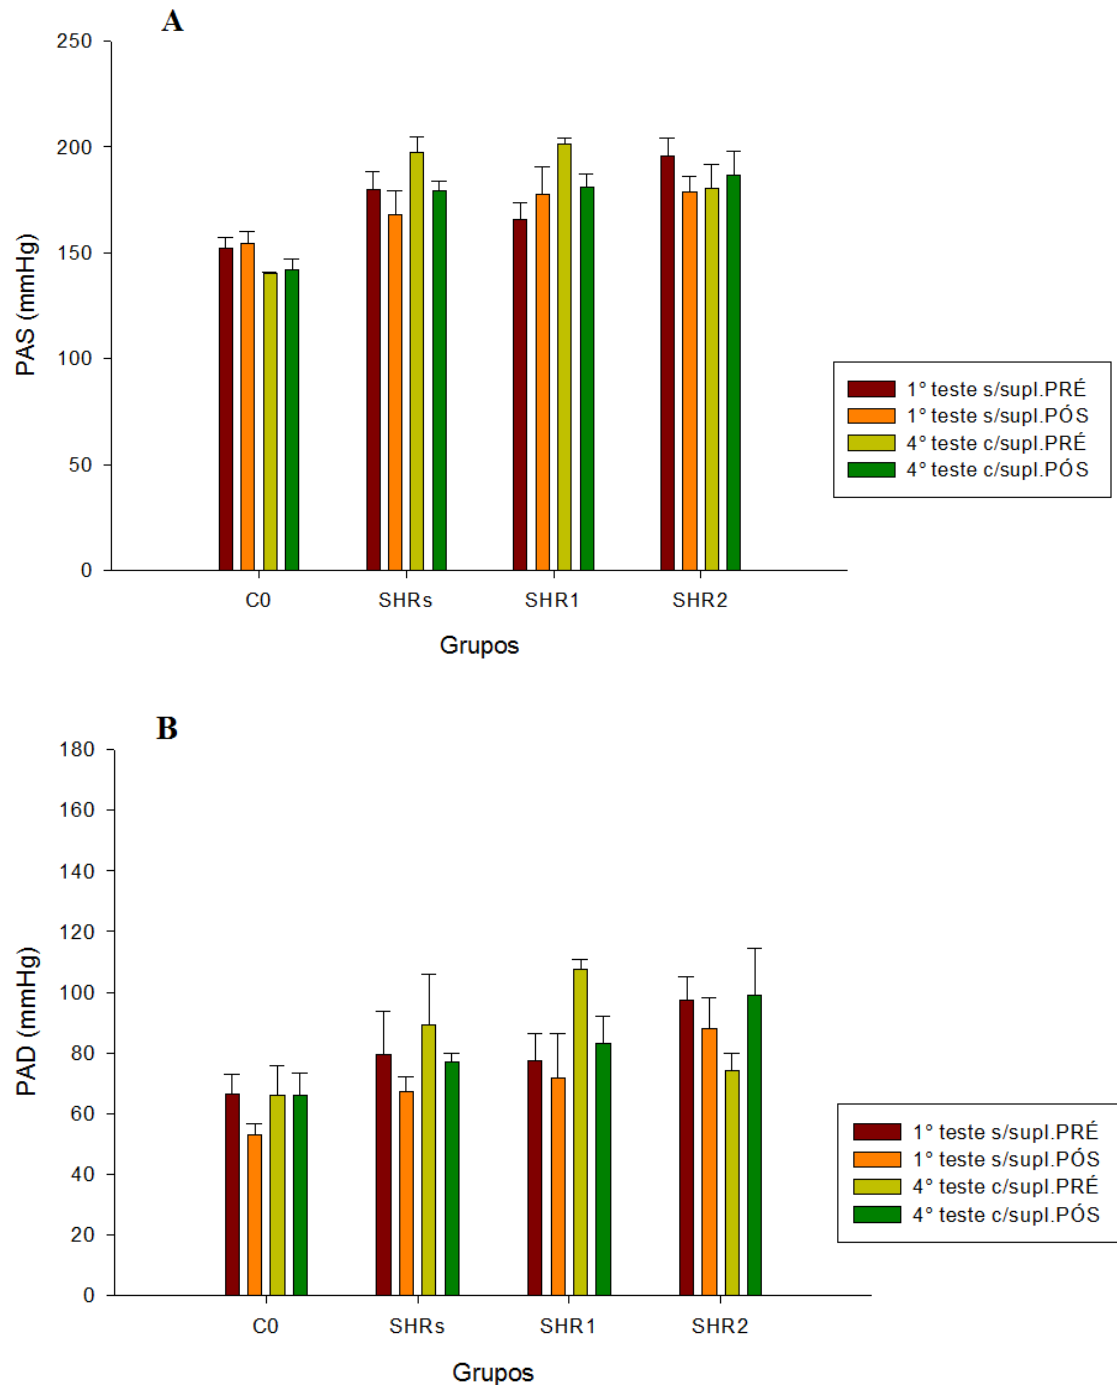 A
250
200
150
100
50
0
PAS (mmHg)
C0 SHRs SHR1 SHR2
Grupos
1° teste s/supl.PRÉ
1° teste s/supl.PÓS
4° teste c/supl.PRÉ
4° teste c/supl.PÓS
B
180
160
140
120
100
80
60
40
20
0
PAD (mmHg)
C0 SHRs SHR1 SHR2
Grupos
1° teste s/supl.PRÉ
1° teste s/supl.PÓS
4° teste c/supl.PRÉ
4° teste c/supl.PÓS